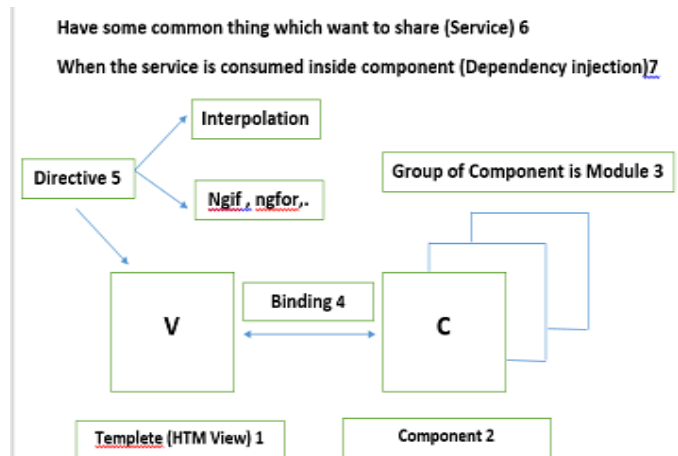 Have some common thing which want to share (Service) 6
When the service is consumed inside component (Dependency injection)7
Interpolation
Directive 5
Group of Component is Module 3
Ngif , ngfor,.
Binding 4
V
C
Templete (HTM View) 1
Component 2